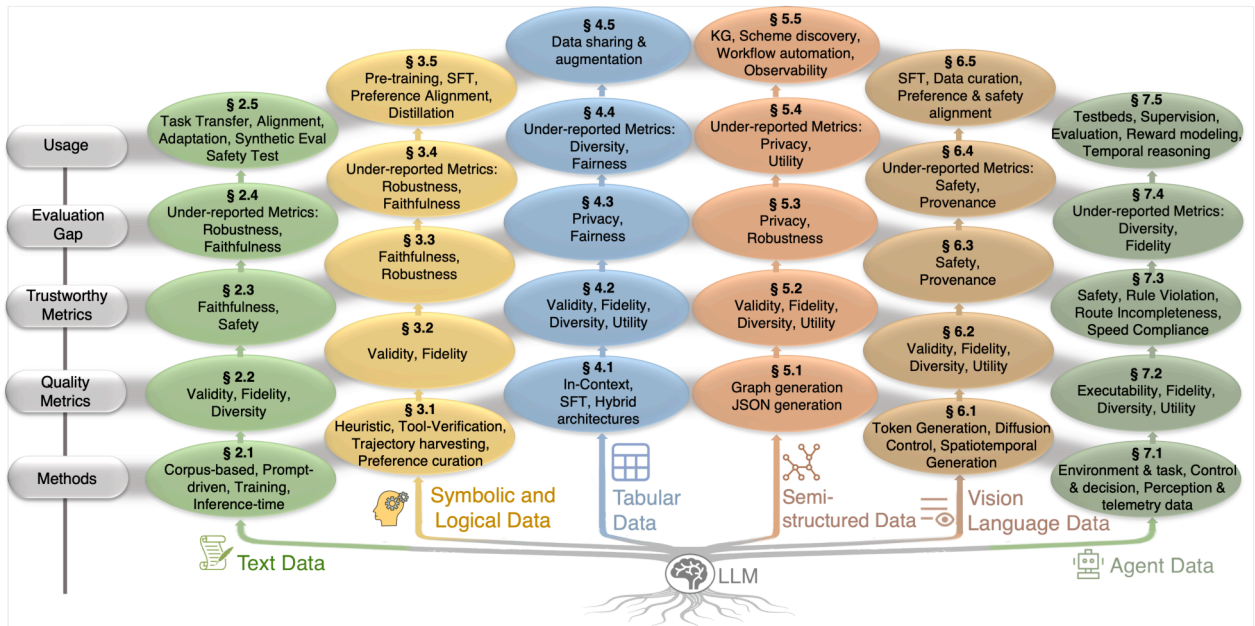 Usage
Evaluation
Gap
Trustworthy
Metrics
Quality
Metrics
Methods
§ 2.5
Task Transfer, Alignment,
Adaptation, Synthetic Eval
Safety Test
§ 2.4
Under-reported Metrics:
Robustness,
Faithfulness
§ 2.3
Faithfulness,
Safety
§ 2.2
Validity, Fidelity,
Diversity
§ 2.1
Corpus-based, Prompt-
driven, Training,
Inference-time
Text Data
§ 3.5
Pre-training, SFT,
Preference Alignment,
Distillation
§ 3.4
Under-reported Metrics:
Robustness,
Faithfulness
§ 3.3
Faithfulness,
Robustness
§ 3.2
Validity, Fidelity
§ 3.1
Heuristic, Tool-Verification,
Trajectory harvesting,
Preference curation
Symbolic and
Logical Data
§ 4.5
Data sharing &
augmentation
§ 4.4
Under-reported Metrics:
Diversity,
Fairness
§ 4.3
Privacy,
Fairness
§ 4.2
Validity, Fidelity,
Diversity, Utility
§ 4.1
In-Context,
SFT, Hybrid
architectures
Tabular
Data
§ 5.5
KG, Scheme discovery,
Workflow automation,
Observability
§ 5.4
Under-reported Metrics:
Privacy,
Utility
§ 5.3
Privacy,
Robustness
§ 5.2
Validity, Fidelity,
Diversity, Utility
§ 5.1
Graph generation
JSON generation
Semi-
structured Data
§ 6.5
SFT, Data curation,
Preference & safety
alignment
§ 6.4
Under-reported Metrics:
Safety,
Provenance
§ 6.3
Safety,
Provenance
§ 6.2
Validity, Fidelity,
Diversity, Utility
§ 6.1
Token Generation, Diffusion
Control, Spatiotemporal
Generation
Vision
Language Data
§ 7.5
Testbeds, Supervision,
Evaluation, Reward modeling,
Temporal reasoning
§ 7.4
Under-reported Metrics:
Diversity,
Fidelity
§ 7.3
Safety, Rule Violation,
Route Incompleteness,
Speed Compliance
§ 7.2
Executability, Fidelity,
Diversity, Utility
§ 7.1
Environment & task, Control
& decision, Perception &
telemetry data
Agent Data
LLM